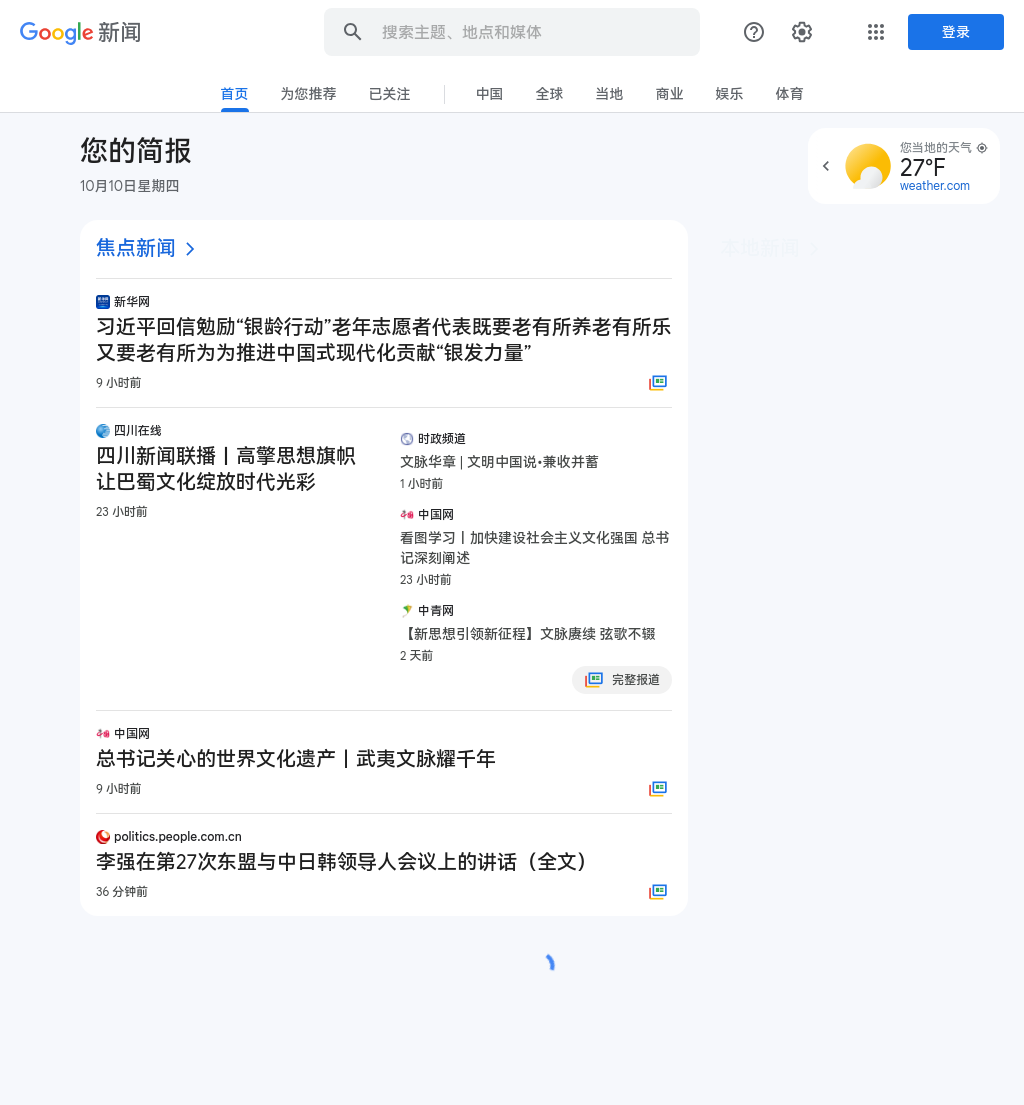 Google 新闻
搜索主题、地点和媒体
登录
首页
为您推荐
已关注
中国
全球
当地
商业
娱乐
体育
您的简报
10月10日星期四
您当地的天气
27°F
weather.com
焦点新闻
本地新闻
新华网
习近平回信勉励“银龄行动”老年志愿者代表既要老有所养老有所乐
又要老有所为为推进中国式现代化贡献“银发力量”
9 小时前
四川在线
四川新闻联播丨高擎思想旗帜
让巴蜀文化绽放时代光彩
23 小时前
时政频道
文脉华章 | 文明中国说•兼收并蓄
1 小时前
中国网
看图学习丨加快建设社会主义文化强国 总书
记深刻阐述
23 小时前
中青网
【新思想引领新征程】文脉赓续 弦歌不辍
2 天前
完整报道
中国网
总书记关心的世界文化遗产丨武夷文脉耀千年
9 小时前
politics.people.com.cn
李强在第27次东盟与中日韩领导人会议上的讲话（全文）
36 分钟前